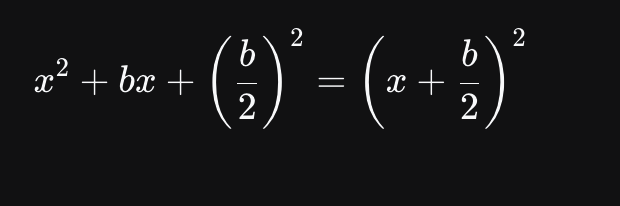 x² + bx + (b/2)² = (x + b/2)²